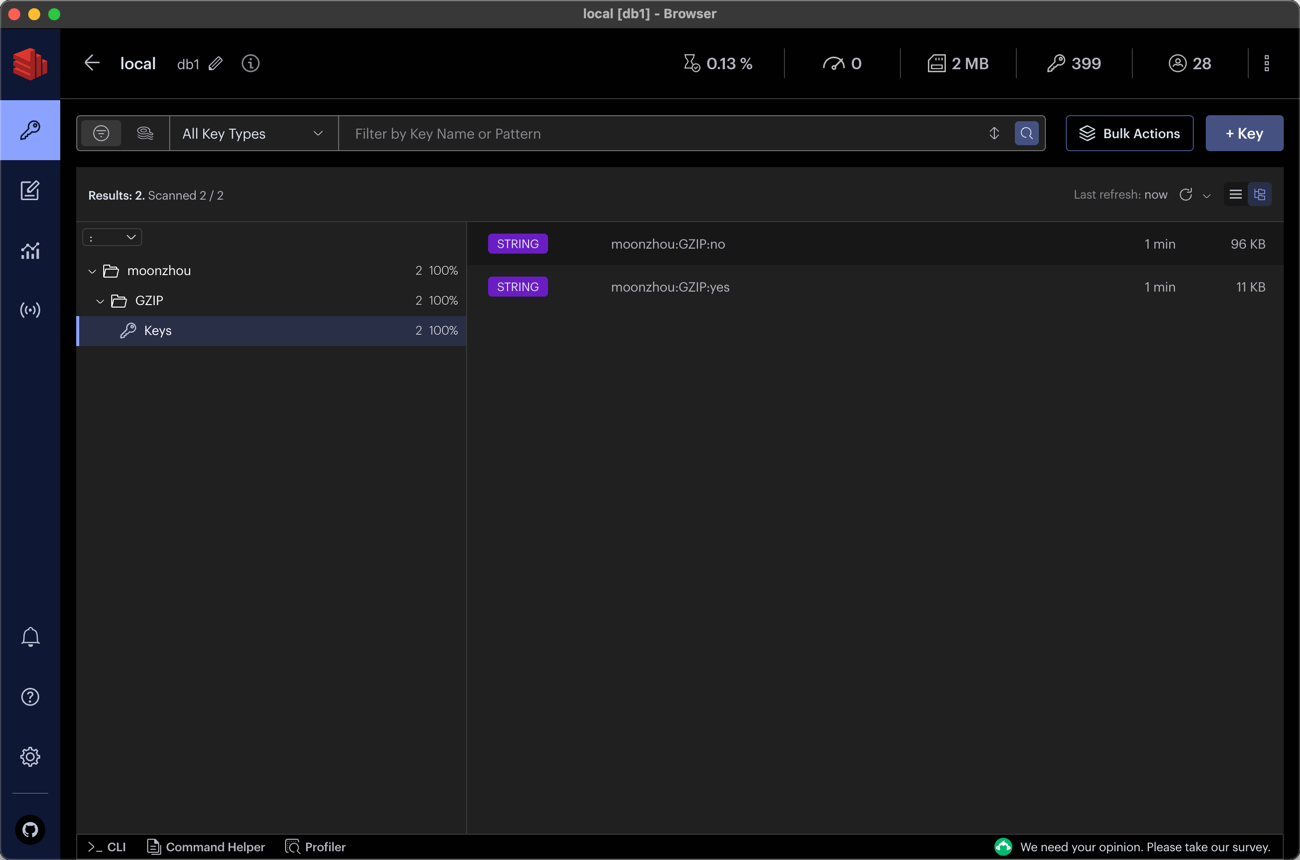 local [db1] - Browser
local db1 0.13 % 0 2 MB 399 28
All Key Types Filter by Key Name or Pattern Bulk Actions + Key
Results: 2. Scanned 2 / 2 Last refresh: now
:
moonzhou 2 100%
GZIP 2 100%
Keys 2 100%
STRING moonzhou:GZIP:no 1 min 96 KB
STRING moonzhou:GZIP:yes 1 min 11 KB
>_ CLI Command Helper Profiler We need your opinion. Please take our survey.